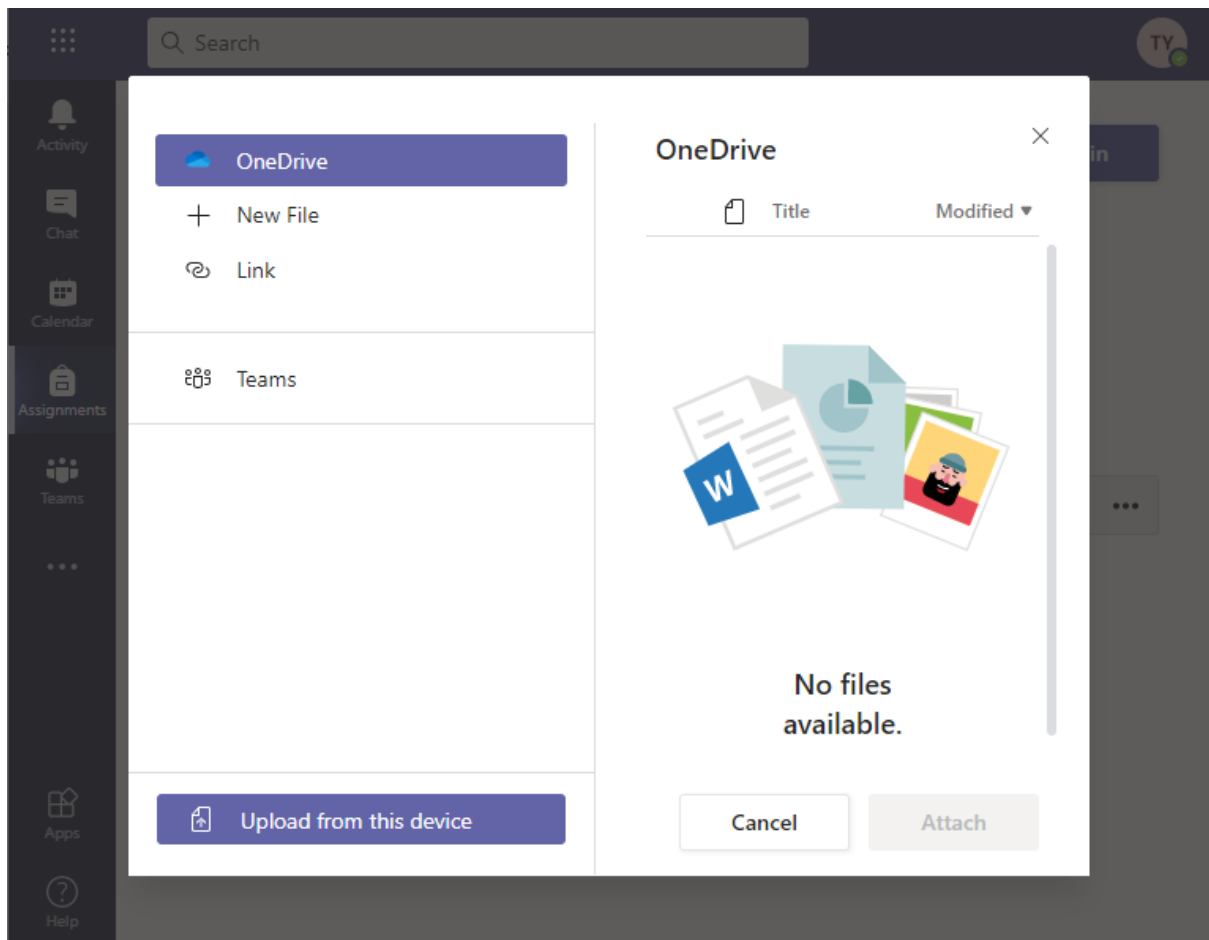 Search
TY
Activity
Chat
Calendar
Assignments
Teams
Apps
Help
OneDrive
New File
Link
Teams
Upload from this device
OneDrive
Title
Modified
W
No files
available.
Cancel
Attach
in